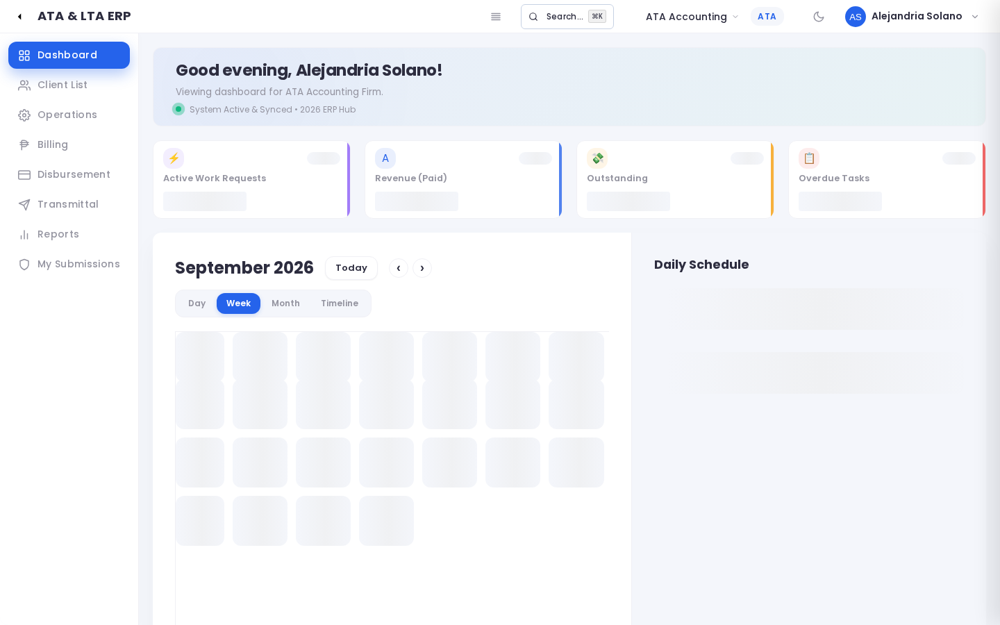 ATA & LTA ERP
Search...
⌘K
ATA Accounting
ATA
AS
Alejandria Solano
Dashboard
Client List
Operations
Billing
Disbursement
Transmittal
Reports
My Submissions
Good evening, Alejandria Solano!
Viewing dashboard for ATA Accounting Firm.
System Active & Synced • 2026 ERP Hub
Active Work Requests
A
Revenue (Paid)
Outstanding
Overdue Tasks
September 2026
Today
‹
›
Day
Week
Month
Timeline
Daily Schedule